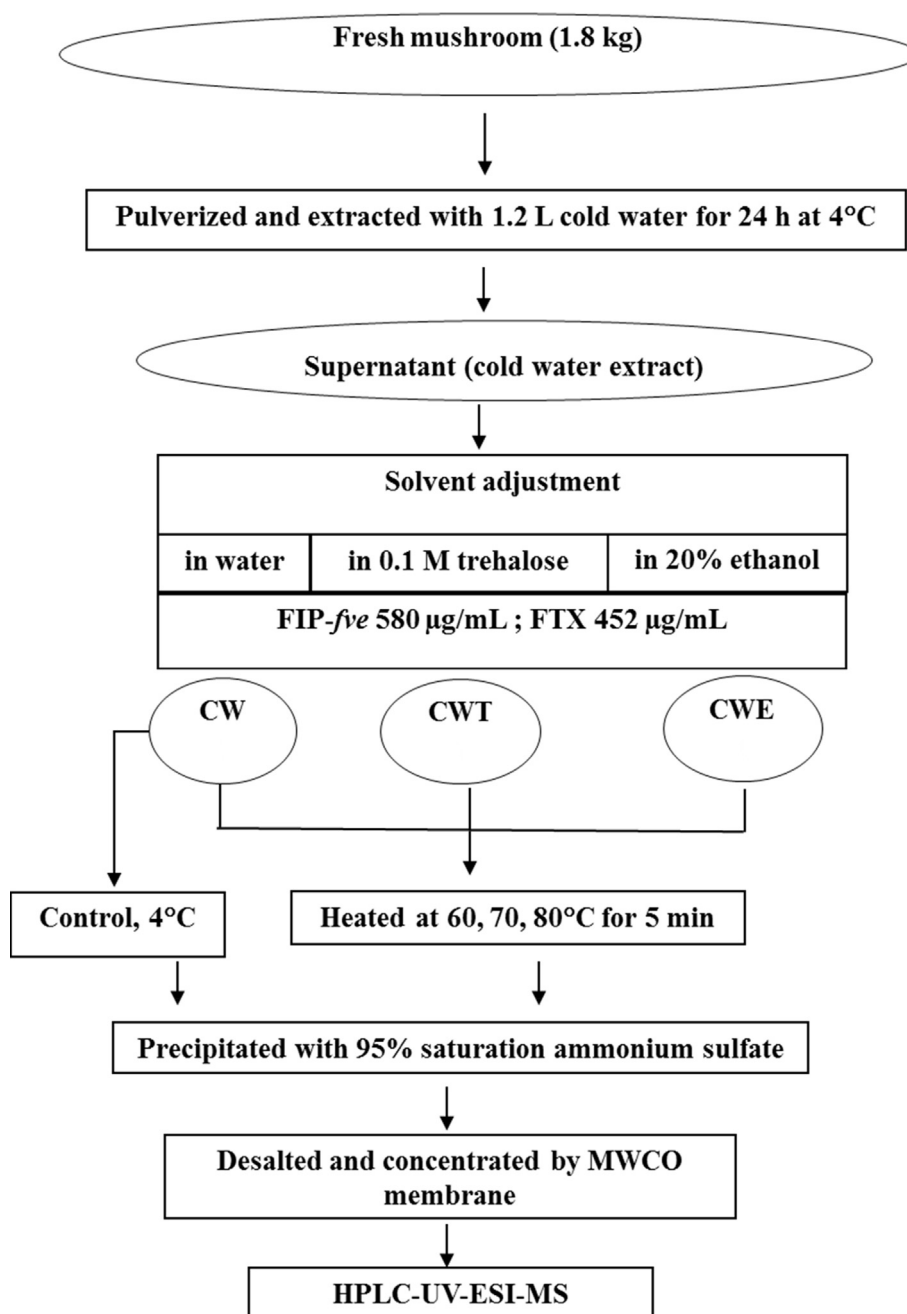 Fresh mushroom (1.8 kg)
Pulverized and extracted with 1.2 L cold water for 24 h at 4°C
Supernatant (cold water extract)
Solvent adjustment
in water
in 0.1 M trehalose
in 20% ethanol
FIP-fve 580 µg/mL ; FTX 452 µg/mL
CW
CWT
CWE
Control, 4°C
Heated at 60, 70, 80°C for 5 min
Precipitated with 95% saturation ammonium sulfate
Desalted and concentrated by MWCO
membrane
HPLC-UV-ESI-MS